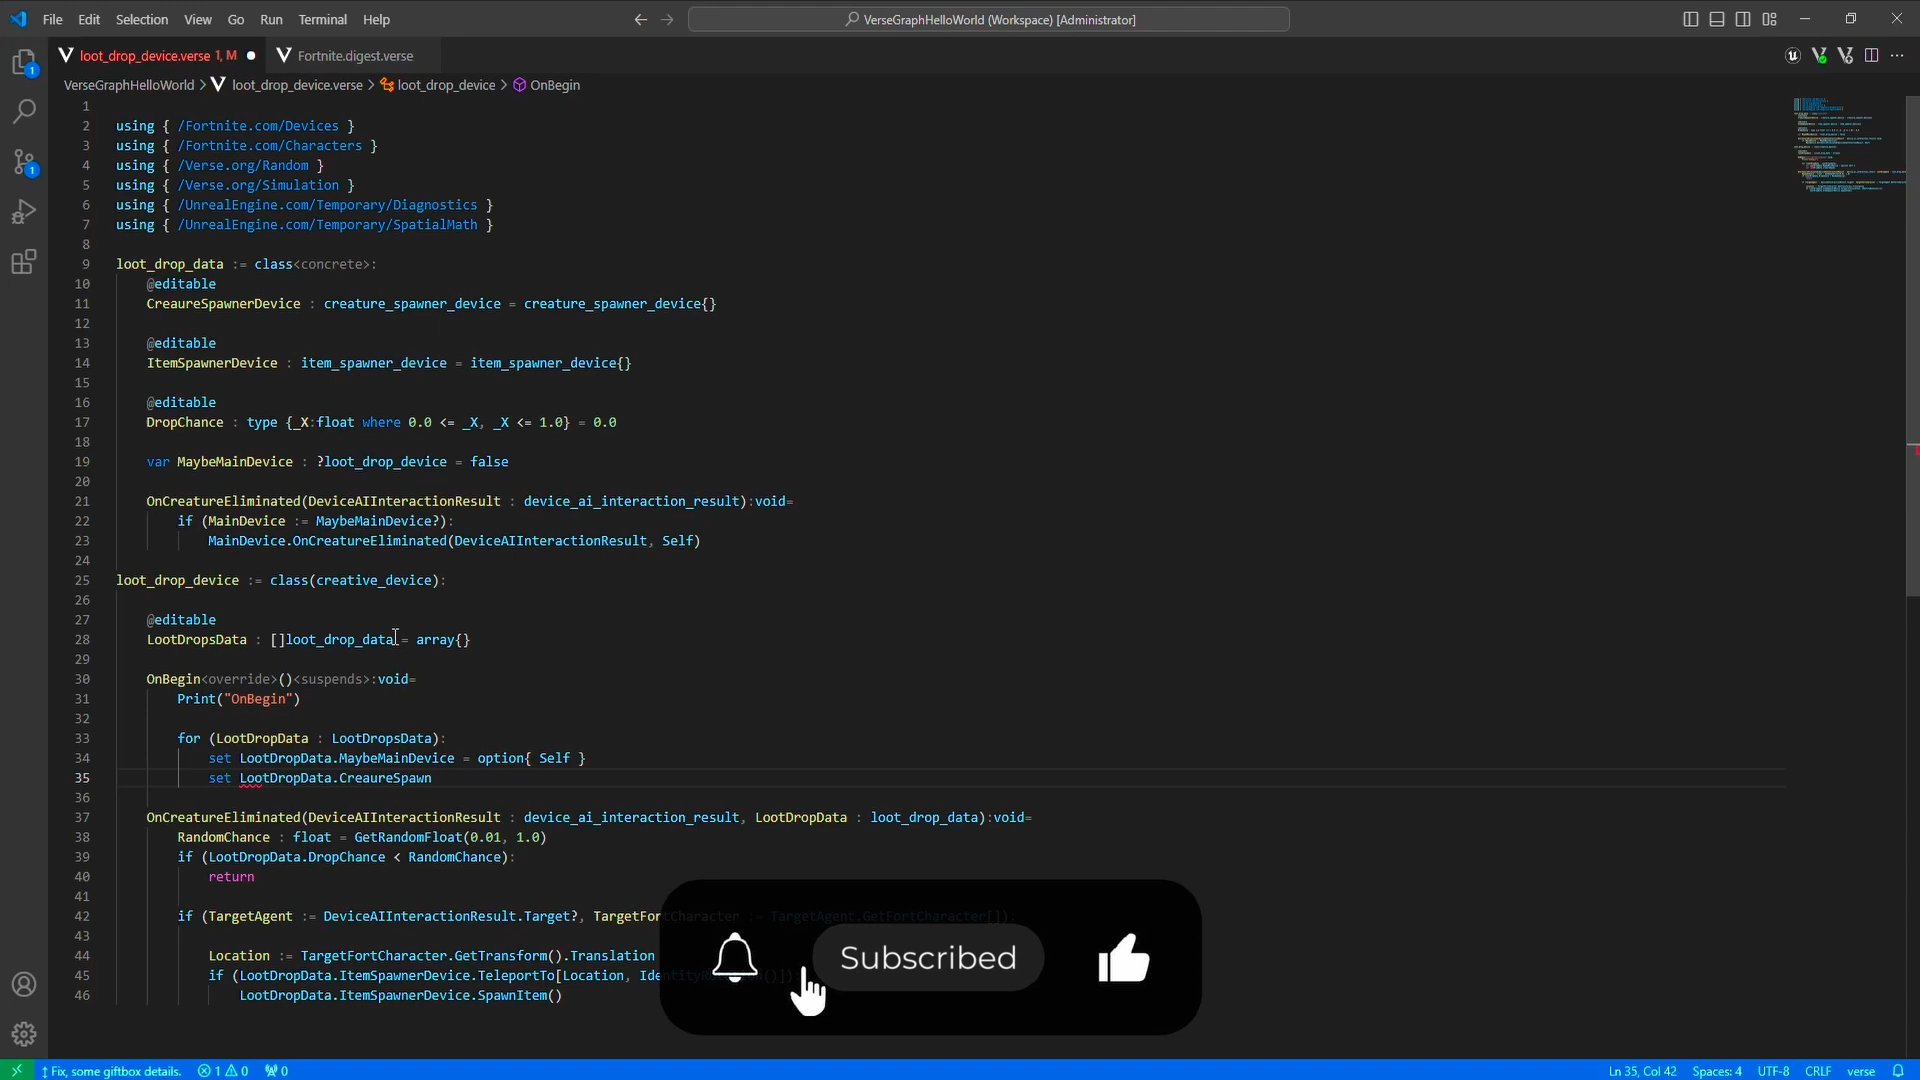 File Edit Selection View Go Run Terminal Help
VerseGraphHelloWorld (Workspace) [Administrator]
loot_drop_device.verse 1, M
Fortnite.digest.verse
VerseGraphHelloWorld > loot_drop_device.verse > loot_drop_device > OnBegin
1
2 using { /Fortnite.com/Devices }
3 using { /Fortnite.com/Characters }
4 using { /Verse.org/Random }
5 using { /Verse.org/Simulation }
6 using { /UnrealEngine.com/Temporary/Diagnostics }
7 using { /UnrealEngine.com/Temporary/SpatialMath }
8
9 loot_drop_data := class<concrete>:
10 @editable
11 CreaureSpawnerDevice : creature_spawner_device = creature_spawner_device{}
12
13 @editable
14 ItemSpawnerDevice : item_spawner_device = item_spawner_device{}
15
16 @editable
17 DropChance : type {_X:float where 0.0 <= _X, _X <= 1.0} = 0.0
18
19 var MaybeMainDevice : ?loot_drop_device = false
20
21 OnCreatureEliminated(DeviceAIInteractionResult : device_ai_interaction_result):void=
22 if (MainDevice := MaybeMainDevice?):
23 MainDevice.OnCreatureEliminated(DeviceAIInteractionResult, Self)
24
25 loot_drop_device := class(creative_device):
26
27 @editable
28 LootDropsData : []loot_drop_data = array{}
29
30 OnBegin<override>()<suspends>:void=
31 Print("OnBegin")
32
33 for (LootDropData : LootDropsData):
34 set LootDropData.MaybeMainDevice = option{ Self }
35 set LootDropData.CreaureSpawn
36
37 OnCreatureEliminated(DeviceAIInteractionResult : device_ai_interaction_result, LootDropData : loot_drop_data):void=
38 RandomChance : float = GetRandomFloat(0.01, 1.0)
39 if (LootDropData.DropChance < RandomChance):
40 return
41
42 if (TargetAgent := DeviceAIInteractionResult.Target?, TargetFortCharacter := TargetAgent.GetFortCharacter[]):
43
44 Location := TargetFortCharacter.GetTransform().Translation
45 if (LootDropData.ItemSpawnerDevice.TeleportTo[Location,
46 LootDropData.ItemSpawnerDevice.SpawnItem()
Subscribed
Fix, some giftbox details. 1 0 0
Ln 35, Col 42 Spaces: 4 UTF-8 CRLF verse